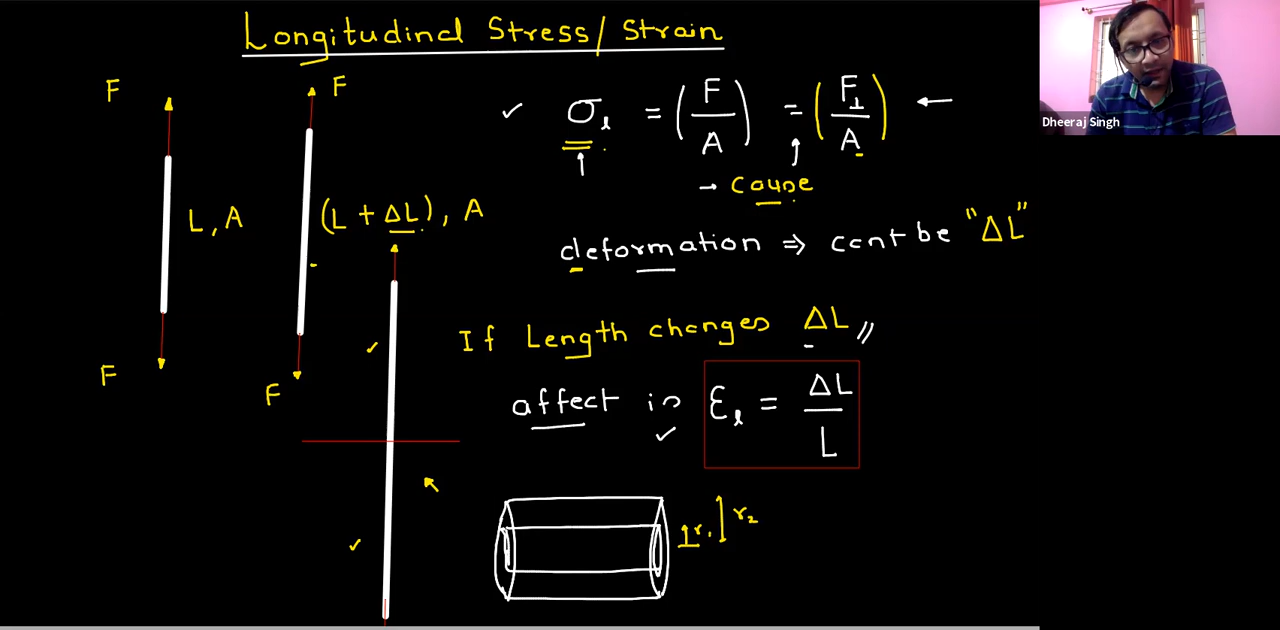 Longitudinal Stress/Strain
F
F
σₗ = (F/A) = (F⊥/A) ←
→ cause
L, A
(L + ΔL), A
deformation ⇒ cant be "ΔL"
If Length changes ΔL //
F
F
affect is εₗ = ΔL/L
r₁ r₂
Dheeraj Singh